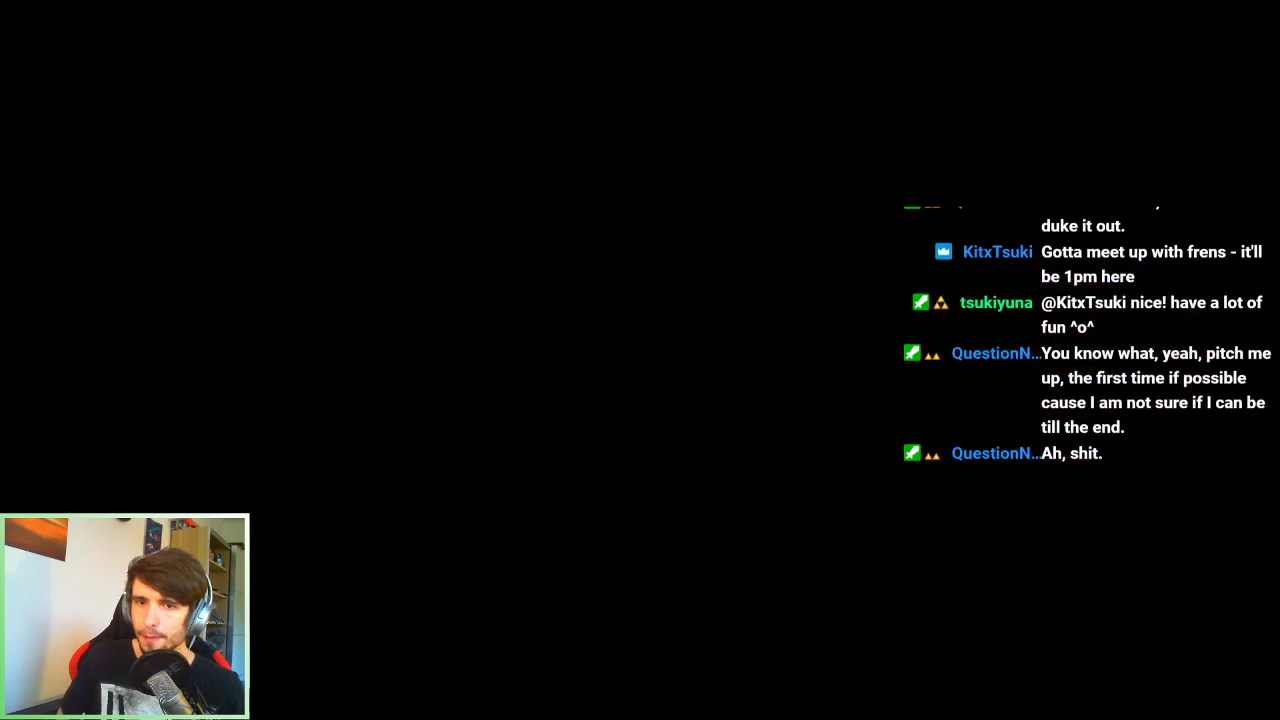 duke it out.
KitxTsuki Gotta meet up with frens - it'll
be 1pm here
tsukiyuna @KitxTsuki nice! have a lot of
fun ^o^
QuestionN... You know what, yeah, pitch me
up, the first time if possible
cause I am not sure if I can be
till the end.
QuestionN... Ah, shit.